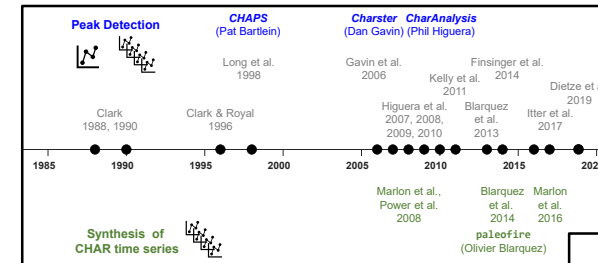 Peak Detection
CHAPS
(Pat Bartlein)
Charster CharAnalysis
(Dan Gavin) (Phil Higuera)
Long et al.
1998
Gavin et al.
2006
Finsinger et al.
2014
Kelly et al.
2011
Dietze et a
2019
Clark
1988, 1990
Clark & Royal
1996
Higuera et al.
2007, 2008,
2009, 2010
Blarquez
et al.
2013
Itter et al.
2017
1985 1990 1995 2000 2005 2010 2015 202
Marlon et al.,
Power et al.
2008
Blarquez
et al.
2014
Marlon
et al.
2016
Synthesis of
CHAR time series
paleofire
(Olivier Blarquez)